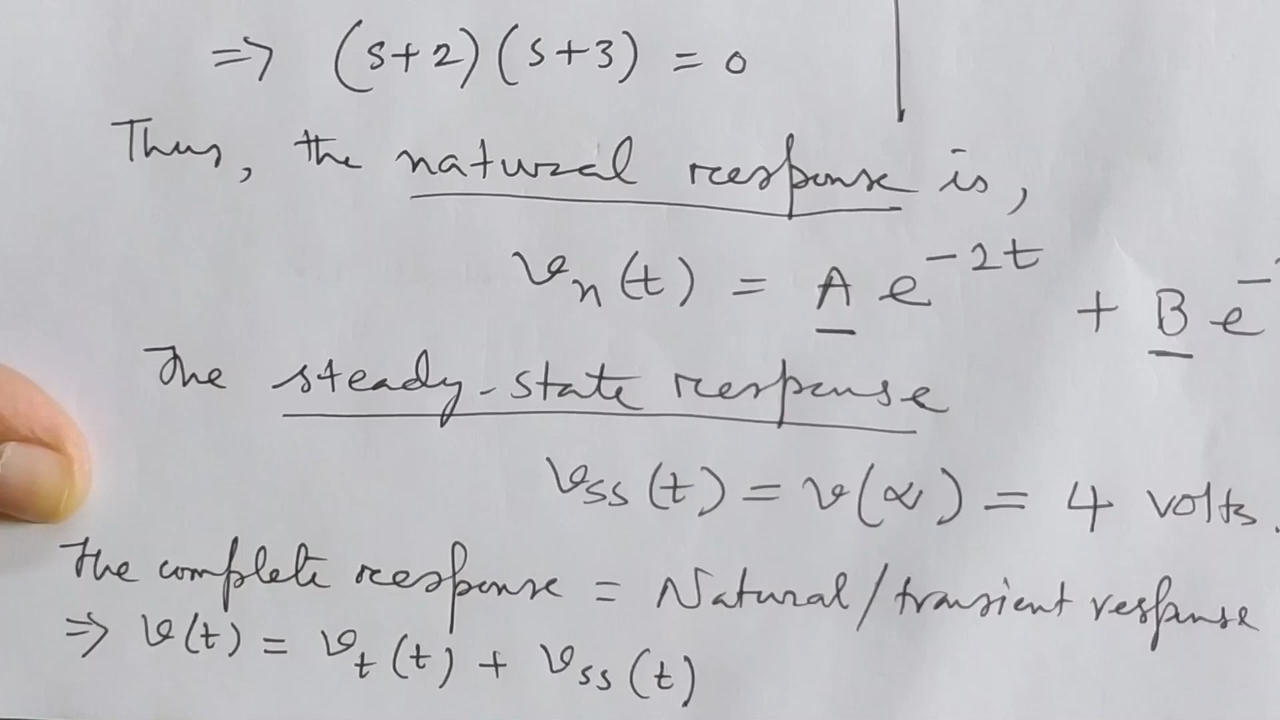 => (s+2)(s+3) = 0
Thus, the natural response is,
vn(t) = A e^-2t + B e^-
The steady-state response
vss(t) = v(∝) = 4 volts.
The complete response = Natural/transient response
=> v(t) = vt(t) + vss(t)